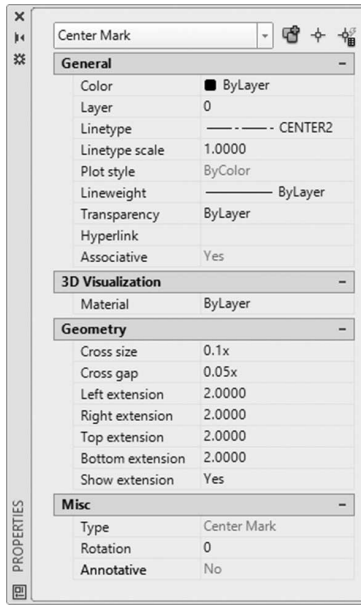 Center Mark
General
Color ByLayer
Layer 0
Linetype CENTER2
Linetype scale 1.0000
Plot style ByColor
Lineweight ByLayer
Transparency ByLayer
Hyperlink
Associative Yes
3D Visualization
Material ByLayer
Geometry
Cross size 0.1x
Cross gap 0.05x
Left extension 2.0000
Right extension 2.0000
Top extension 2.0000
Bottom extension 2.0000
Show extension Yes
Misc
Type Center Mark
Rotation 0
Annotative No
PROPERTIES